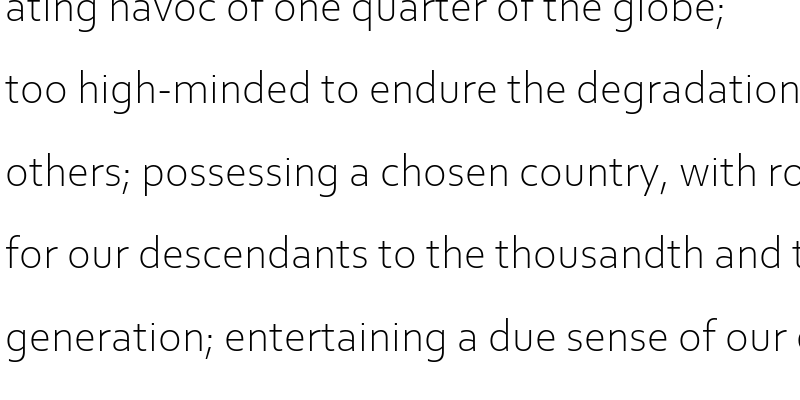 ating havoc of one quarter of the globe;
too high-minded to endure the degradation
others; possessing a chosen country, with ro
for our descendants to the thousandth and t
generation; entertaining a due sense of our